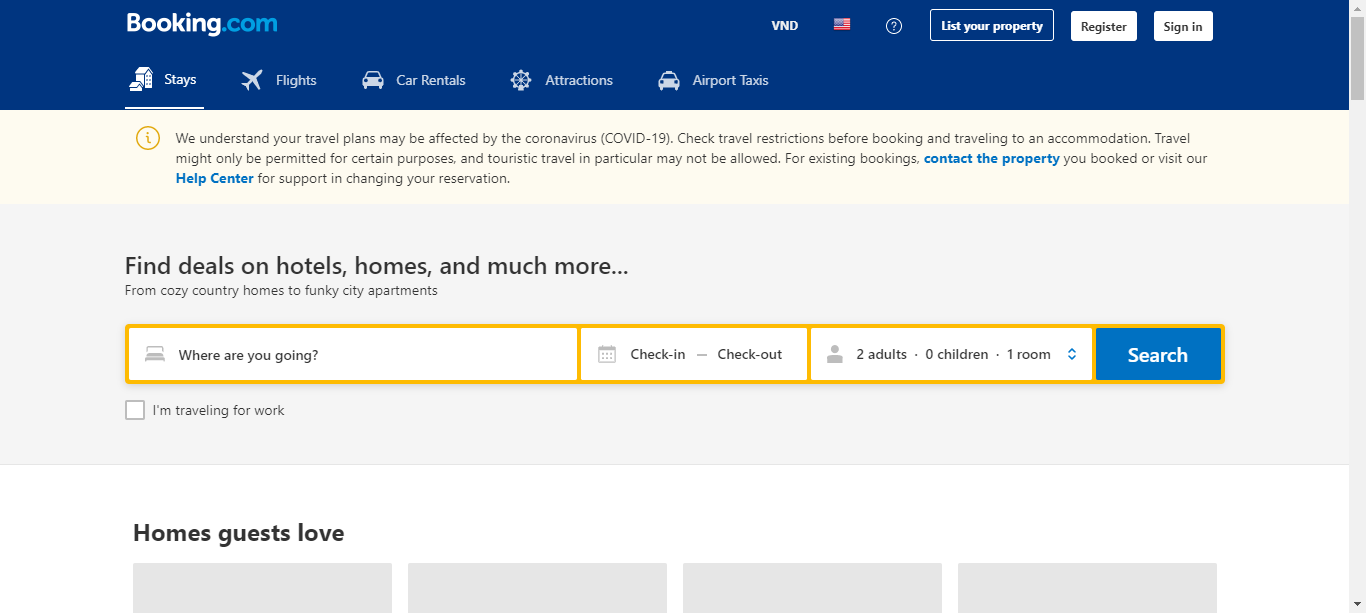 Booking.com
VND
List your property
Register
Sign in
Stays
Flights
Car Rentals
Attractions
Airport Taxis
We understand your travel plans may be affected by the coronavirus (COVID-19). Check travel restrictions before booking and traveling to an accommodation. Travel
might only be permitted for certain purposes, and touristic travel in particular may not be allowed. For existing bookings, contact the property you booked or visit our
Help Center for support in changing your reservation.
Find deals on hotels, homes, and much more...
From cozy country homes to funky city apartments
Where are you going?
Check-in — Check-out
2 adults · 0 children · 1 room
Search
I'm traveling for work
Homes guests love